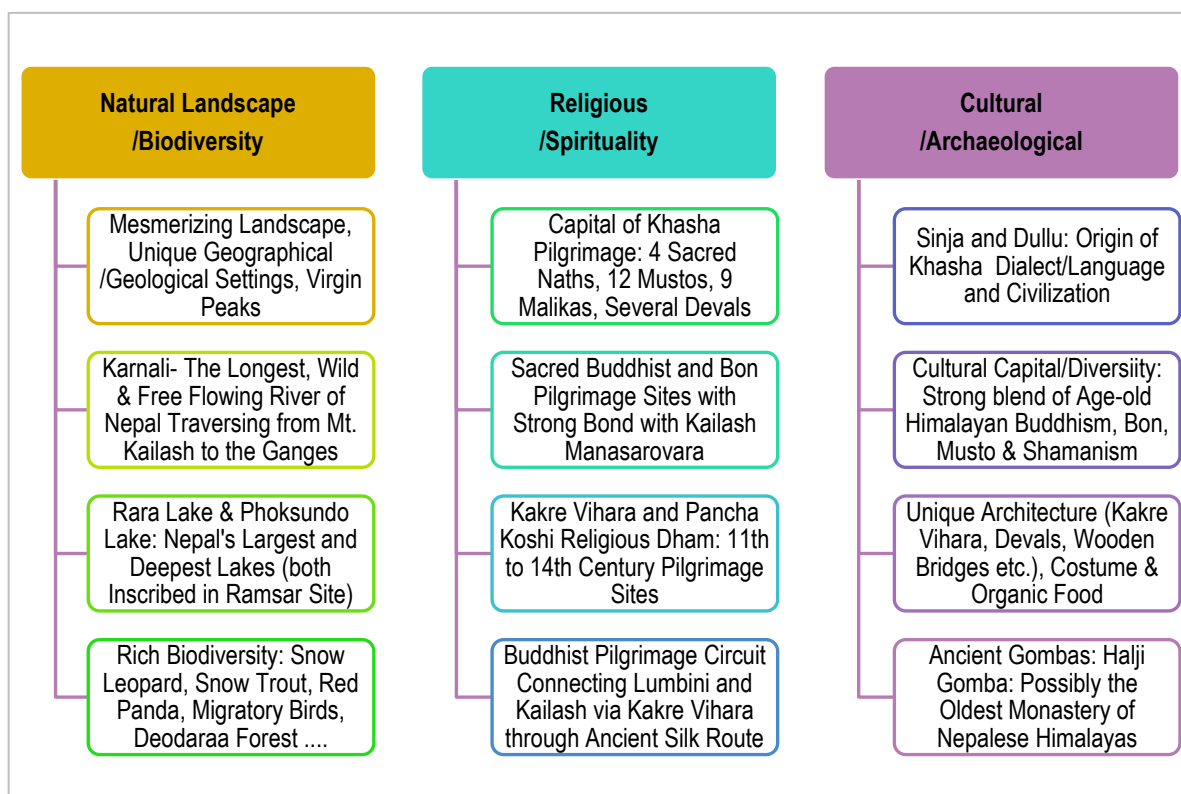 Natural Landscape
/Biodiversity
Mesmerizing Landscape,
Unique Geographical
/Geological Settings, Virgin
Peaks
Karnali- The Longest, Wild
& Free Flowing River of
Nepal Traversing from Mt.
Kailash to the Ganges
Rara Lake & Phoksundo
Lake: Nepal's Largest and
Deepest Lakes (both
Inscribed in Ramsar Site)
Rich Biodiversity: Snow
Leopard, Snow Trout, Red
Panda, Migratory Birds,
Deodaraa Forest ....
Religious
/Spirituality
Capital of Khasha
Pilgrimage: 4 Sacred
Naths, 12 Mustos, 9
Malikas, Several Devals
Sacred Buddhist and Bon
Pilgrimage Sites with
Strong Bond with Kailash
Manasarovara
Kakre Vihara and Pancha
Koshi Religious Dham: 11th
to 14th Century Pilgrimage
Sites
Buddhist Pilgrimage Circuit
Connecting Lumbini and
Kailash via Kakre Vihara
through Ancient Silk Route
Cultural
/Archaeological
Sinja and Dullu: Origin of
Khasha Dialect/Language
and Civilization
Cultural Capital/Diversiity:
Strong blend of Age-old
Himalayan Buddhism, Bon,
Musto & Shamanism
Unique Architecture (Kakre
Vihara, Devals, Wooden
Bridges etc.), Costume &
Organic Food
Ancient Gombas: Halji
Gomba: Possibly the
Oldest Monastery of
Nepalese Himalayas